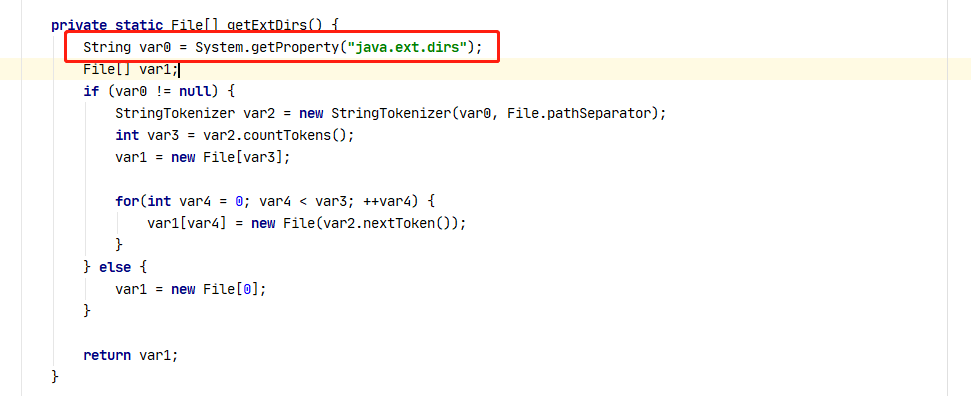 private static File[] getExtDirs() {
String var0 = System.getProperty("java.ext.dirs");
File[] var1;
if (var0 != null) {
StringTokenizer var2 = new StringTokenizer(var0, File.pathSeparator);
int var3 = var2.countTokens();
var1 = new File[var3];
for(int var4 = 0; var4 < var3; ++var4) {
var1[var4] = new File(var2.nextToken());
}
} else {
var1 = new File[0];
}
return var1;
}